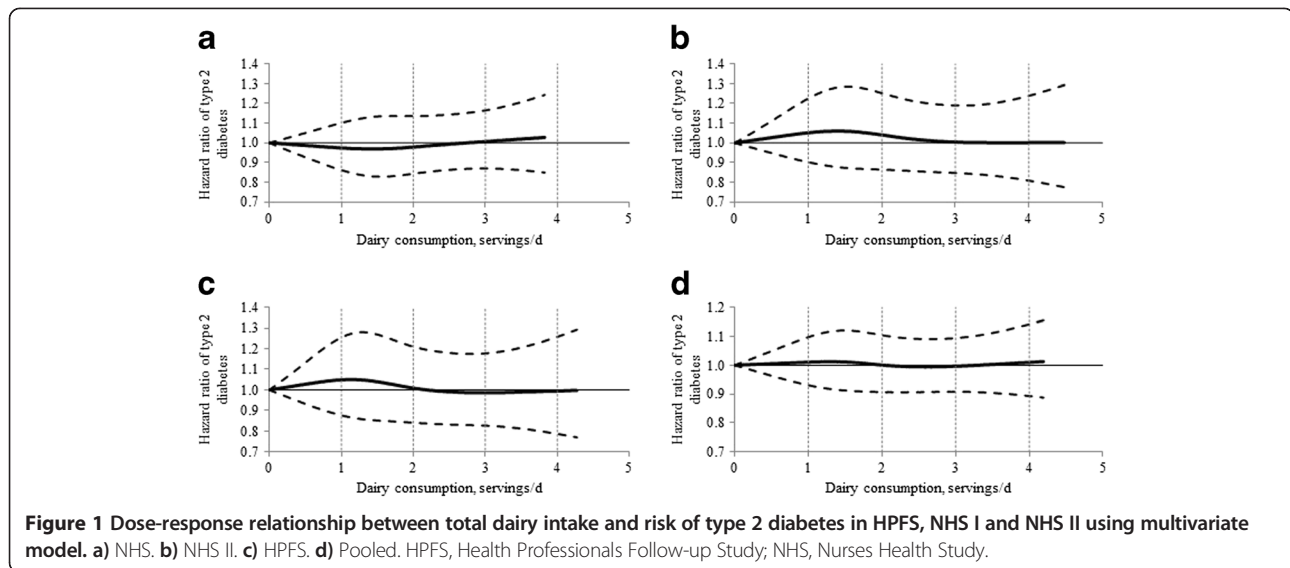 a
1.4
1.3
1.2
1.1
1.0
0.9
0.8
0.7
Hazard ratio of type 2
diabetes
0 1 2 3 4 5
Dairy consumption, servings/d
b
1.4
1.3
1.2
1.1
1.0
0.9
0.8
0.7
Hazard ratio of type 2
diabetes
0 1 2 3 4 5
Dairy consumption, servings/d
c
1.4
1.3
1.2
1.1
1.0
0.9
0.8
0.7
Hazard ratio of type 2
diabetes
0 1 2 3 4 5
Dairy consumption, servings/d
d
1.2
1.1
1.0
0.9
0.8
0.7
Hazard ratio of type 2
diabetes
0 1 2 3 4 5
Dairy consumption, servings/d
Figure 1 Dose-response relationship between total dairy intake and risk of type 2 diabetes in HPFS, NHS I and NHS II using multivariate
model. a) NHS. b) NHS II. c) HPFS. d) Pooled. HPFS, Health Professionals Follow-up Study; NHS, Nurses Health Study.